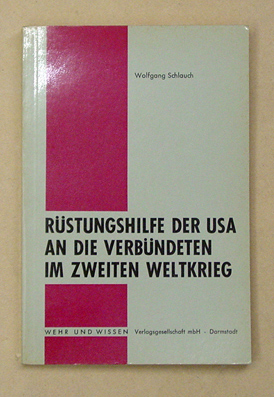 Wolfgang Schlauch
RÜSTUNGSHILFE DER USA
AN DIE VERBÜNDETEN
IM ZWEITEN WELTKRIEG
WEHR UND WISSEN Verlagsgesellschaft mbH - Darmstadt